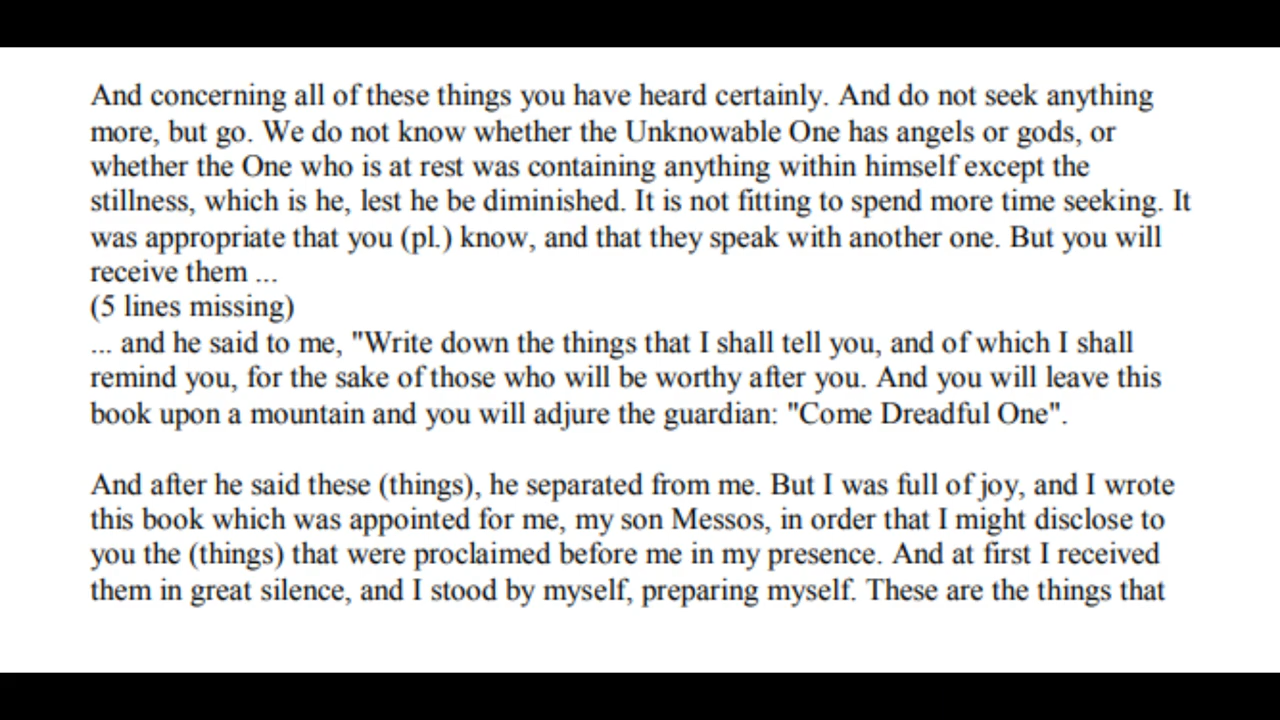 And concerning all of these things you have heard certainly. And do not seek anything
more, but go. We do not know whether the Unknowable One has angels or gods, or
whether the One who is at rest was containing anything within himself except the
stillness, which is he, lest he be diminished. It is not fitting to spend more time seeking. It
was appropriate that you (pl.) know, and that they speak with another one. But you will
receive them ...
(5 lines missing)
... and he said to me, "Write down the things that I shall tell you, and of which I shall
remind you, for the sake of those who will be worthy after you. And you will leave this
book upon a mountain and you will adjure the guardian: "Come Dreadful One".
And after he said these (things), he separated from me. But I was full of joy, and I wrote
this book which was appointed for me, my son Messos, in order that I might disclose to
you the (things) that were proclaimed before me in my presence. And at first I received
them in great silence, and I stood by myself, preparing myself. These are the things that